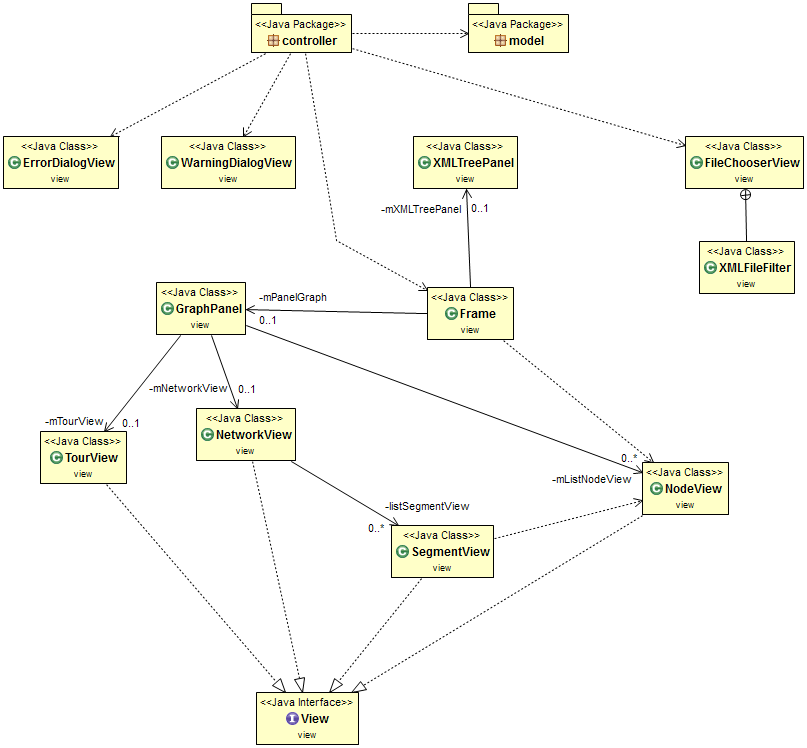 <<Java Package>>
controller
<<Java Package>>
model
<<Java Class>>
ErrorDialogView
view
<<Java Class>>
WarningDialogView
view
<<Java Class>>
XMLTreePanel
view
<<Java Class>>
FileChooserView
view
-mXMLTreePanel
0..1
<<Java Class>>
XMLFileFilter
view
<<Java Class>>
GraphPanel
view
-mPanelGraph
0..1
<<Java Class>>
Frame
view
-mNetworkView
0..1
-mTourView
0..1
<<Java Class>>
TourView
view
<<Java Class>>
NetworkView
view
0..*
-mListNodeView
<<Java Class>>
NodeView
view
-listSegmentView
0..*
<<Java Class>>
SegmentView
view
<<Java Interface>>
View
view